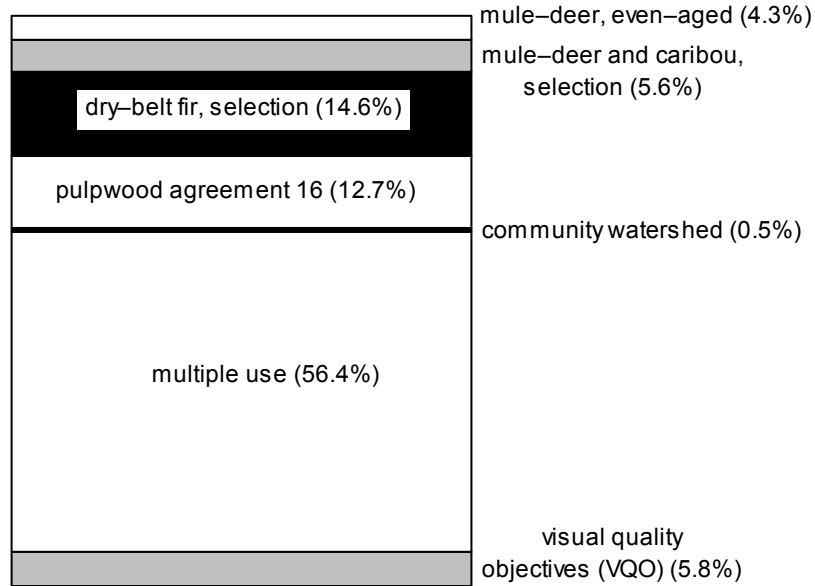 mule–deer, even–aged (4.3%)
mule–deer and caribou,
selection (5.6%)
dry–belt fir, selection (14.6%)
pulpwood agreement 16 (12.7%)
community watershed (0.5%)
multiple use (56.4%)
visual quality
objectives (VQO) (5.8%)